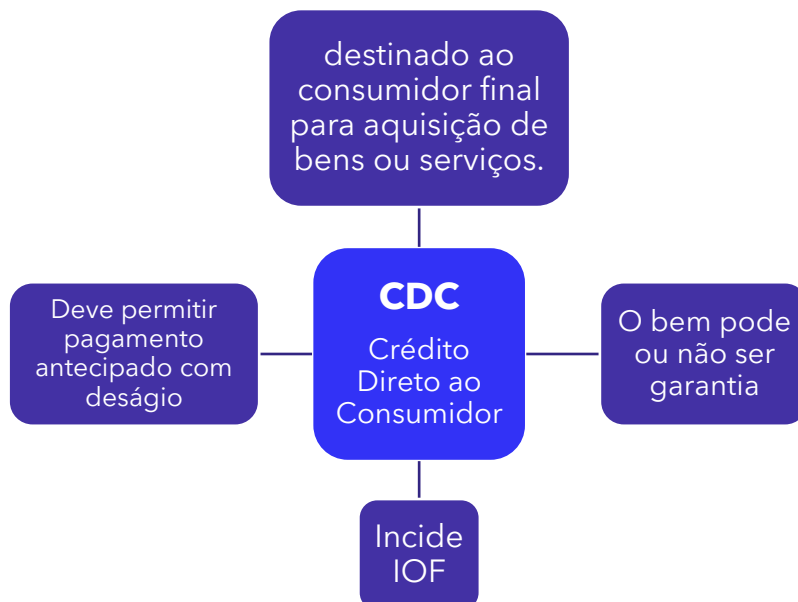 destinado ao
consumidor final
para aquisição de
bens ou serviços.
Deve permitir
pagamento
antecipado com
deságio
CDC
Crédito
Direto ao
Consumidor
O bem pode
ou não ser
garantia
Incide
IOF